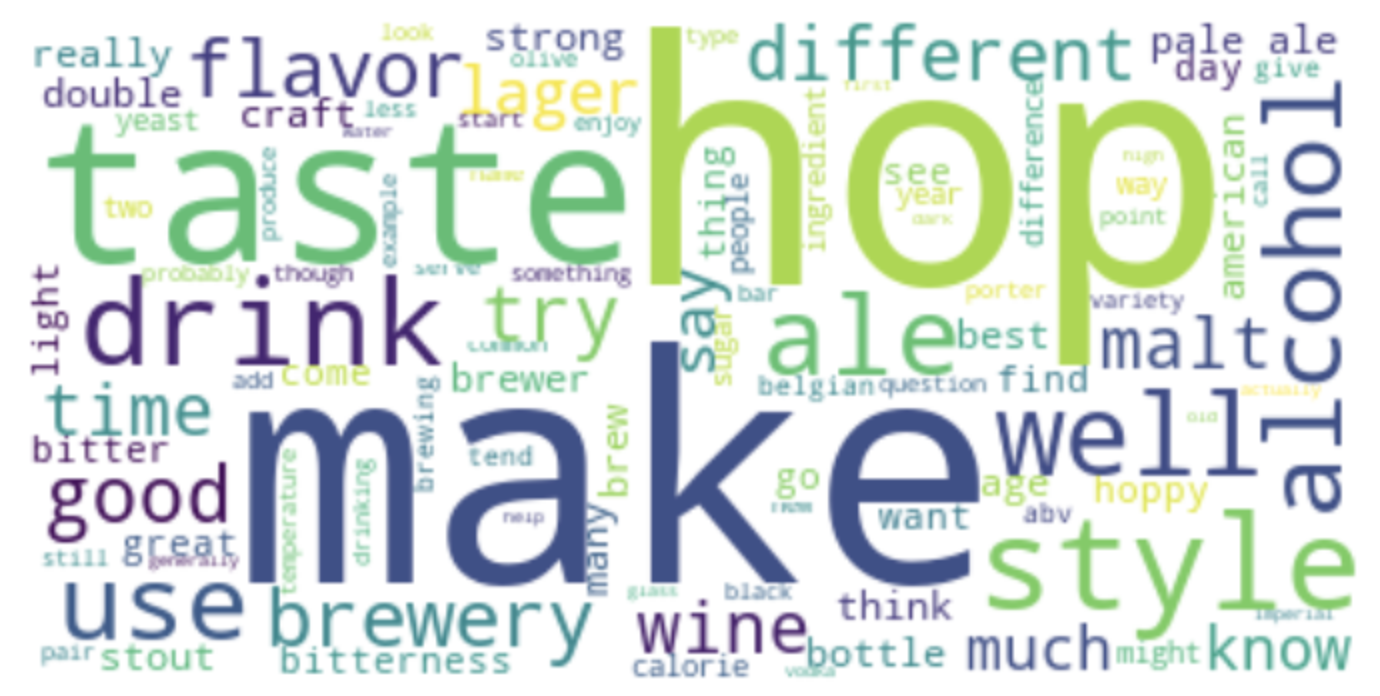 look
strong
type
different
pale ale
really
flavor
olive
day
give
double
lager
craft
less
first
yeast
water
start
enjoy
hop
taste
ingredient
difference
american
alcohol
produce
example
name
thing
people
see
year
dark
high
way
point
call
two
probably
though
serve
something
light
drink
try
say
bar
porter
variety
sugar
ale
best
malt
common
add
come
brewer
belgian
question
find
actually
time
brewing
make
well
old
bitter
brew
tend
go
age
hoppy
good
temperature
drinking
help
many
want
abv
great
still
generally
style
use
brewery
glass
black
think
imperial
wine
pair
stout
bitterness
calorie
vodka
bottle
much
might
know